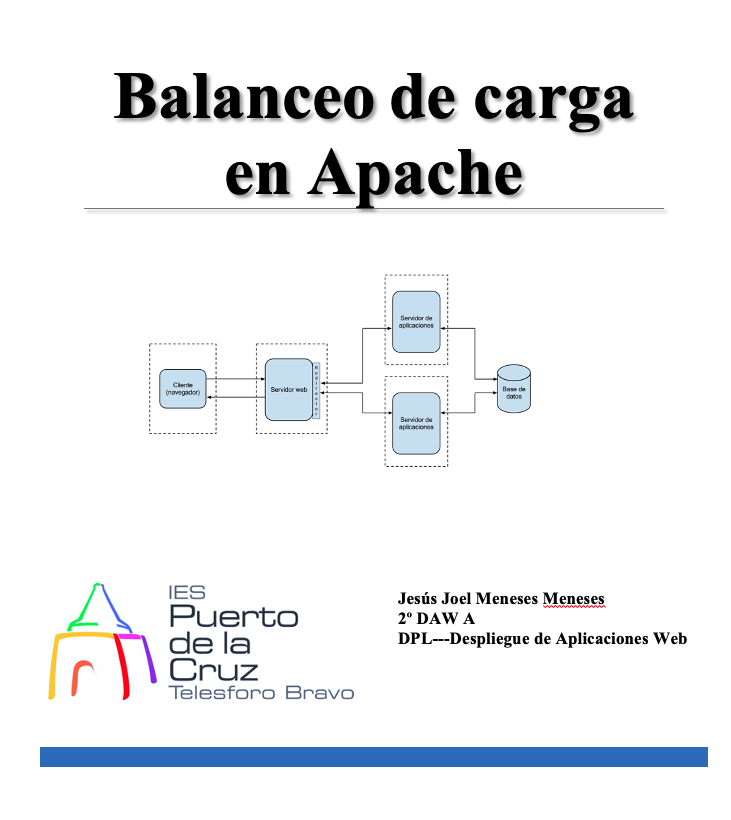 Balanceo de carga
en Apache
Servidor de
aplicaciones
Cliente
(navegador)
Servidor web
Redirector
Base de
datos
Servidor de
aplicaciones
IES
Puerto
de la
Cruz
Telesforo Bravo
Jesús Joel Meneses Meneses
2º DAW A
DPL---Despliegue de Aplicaciones Web